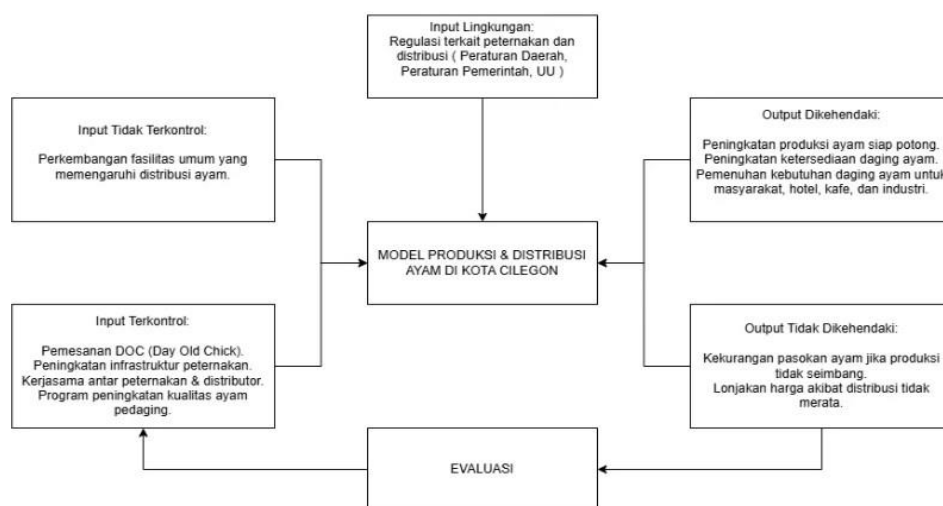 Input Lingkungan:
Regulasi terkait peternakan dan
distribusi ( Peraturan Daerah,
Peraturan Pemerintah, UU )
Input Tidak Terkontrol:
Perkembangan fasilitas umum yang
memengaruhi distribusi ayam.
Output Dikehendaki:
Peningkatan produksi ayam siap potong.
Peningkatan ketersediaan daging ayam.
Pemenuhan kebutuhan daging ayam untuk
masyarakat, hotel, kafe, dan industri.
MODEL PRODUKSI & DISTRIBUSI
AYAM DI KOTA CILEGON
Input Terkontrol:
Pemesanan DOC (Day Old Chick).
Peningkatan infrastruktur peternakan.
Kerjasama antar peternakan & distributor.
Program peningkatan kualitas ayam
pedaging.
Output Tidak Dikehendaki:
Kekurangan pasokan ayam jika produksi
tidak seimbang.
Lonjakan harga akibat distribusi tidak
merata.
EVALUASI